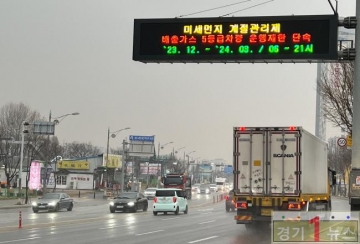 미세먼지 계절관리제
배출가스 5등급차량 운행제한 단속
'23. 12. ~ '24. 03. / 06 - 21시
SCANIA
경기1뉴스